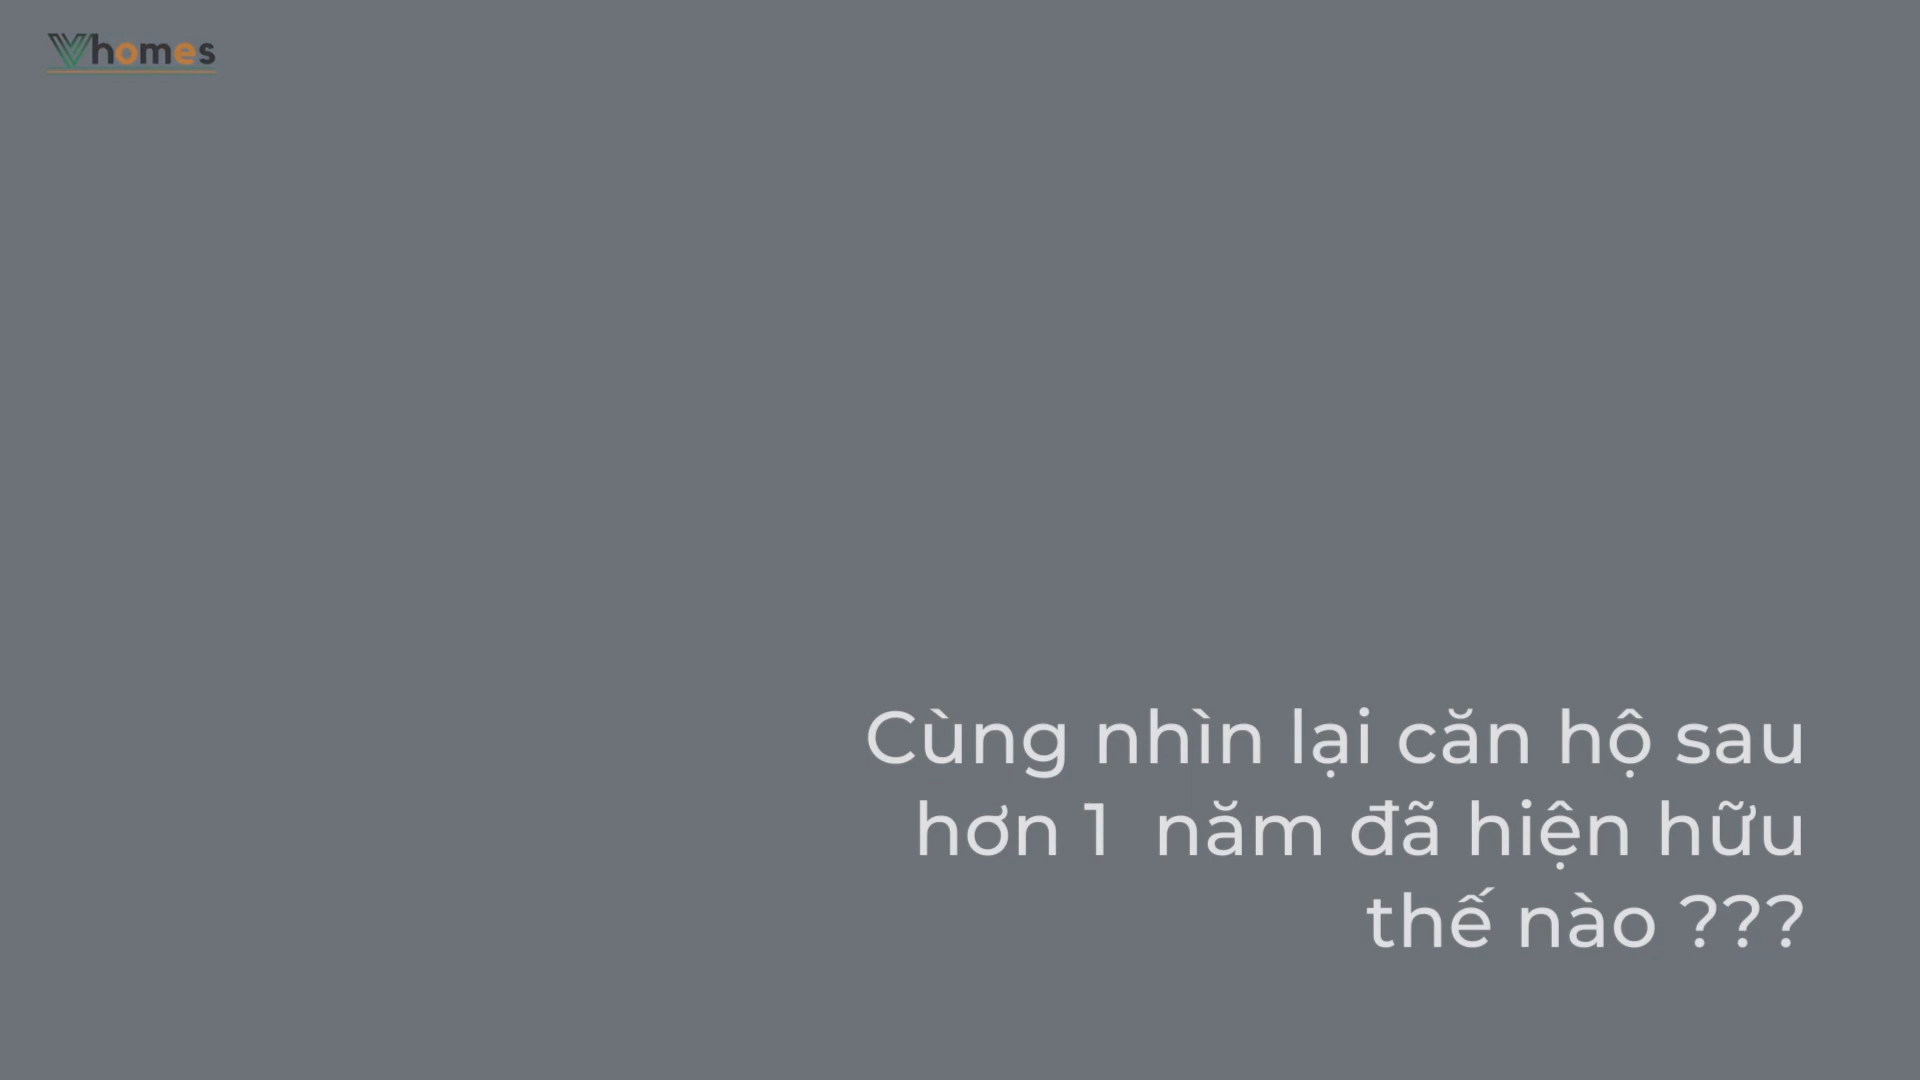 Vhomes
Cùng nhìn lại căn hộ sau
hơn 1 năm đã hiện hữu
thế nào ???